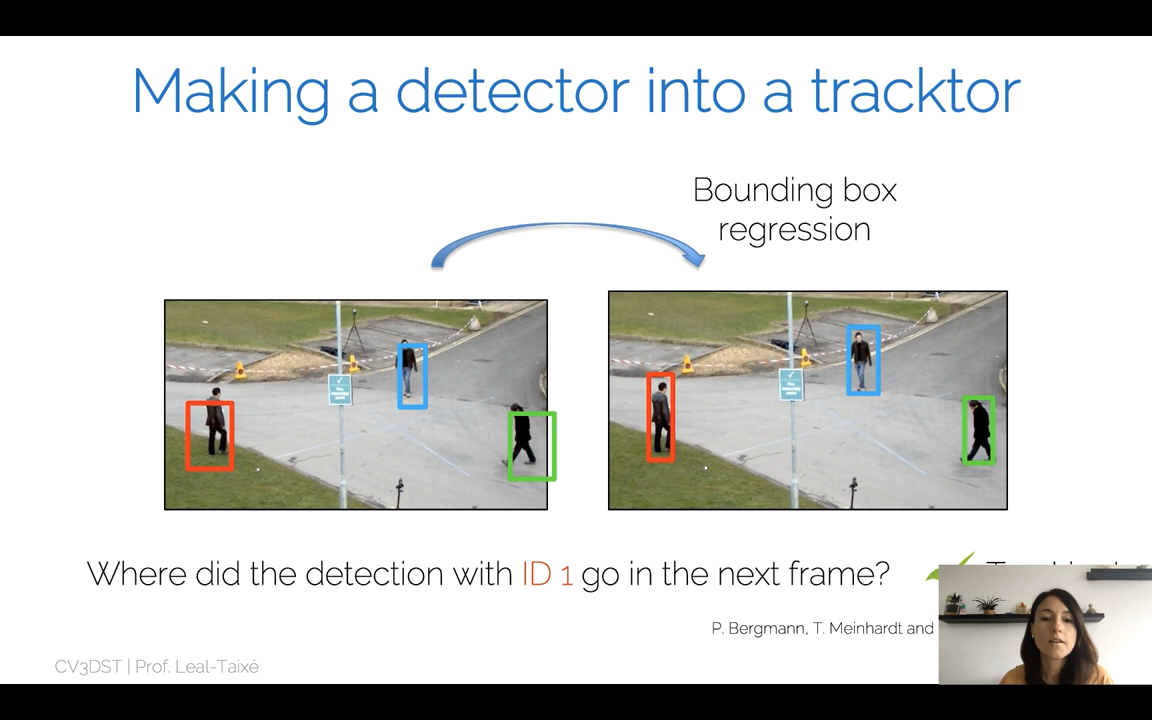 Making a detector into a tracktor
Bounding box
regression
Where did the detection with ID 1 go in the next frame?
P. Bergmann, T. Meinhardt and
CV3DST | Prof. Leal-Taixé